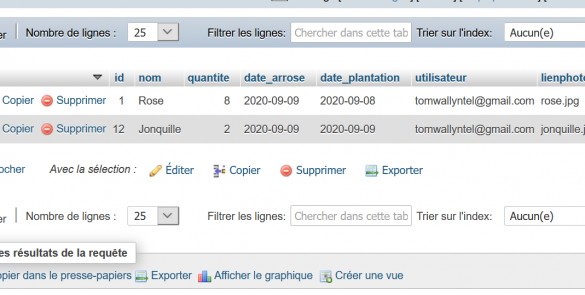 Nombre de lignes : 25 Filtrer les lignes: Chercher dans cette tab Trier sur l'index: Aucun(e)
id nom quantite date_arrose date_plantation utilisateur lienphoto
Copier Supprimer 1 Rose 8 2020-09-09 2020-09-08 tomwallyntel@gmail.com rose.jpg
Copier Supprimer 12 Jonquille 2 2020-09-09 2020-09-09 tomwallyntel@gmail.com jonquille.j
ocher Avec la sélection : Éditer Copier Supprimer Exporter
er Nombre de lignes : 25 Filtrer les lignes: Chercher dans cette tab Trier sur l'index: Aucun(e)
es résultats de la requête
pier dans le presse-papiers Exporter Afficher le graphique Créer une vue